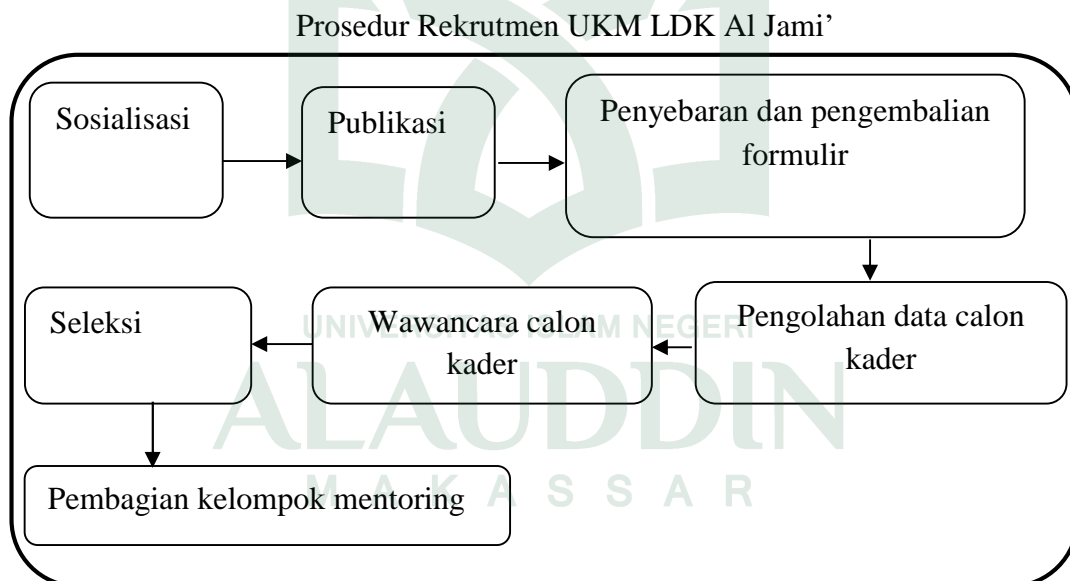 Prosedur Rekrutmen UKM LDK Al Jami’
Sosialisasi
Publikasi
Penyebaran dan pengembalian
formulir
Pengolahan data calon
kader
Wawancara calon
kader
Seleksi
Pembagian kelompok mentoring
UNIVERSITAS ISLAM NEGERI
ALAUDDIN
MAKASSAR